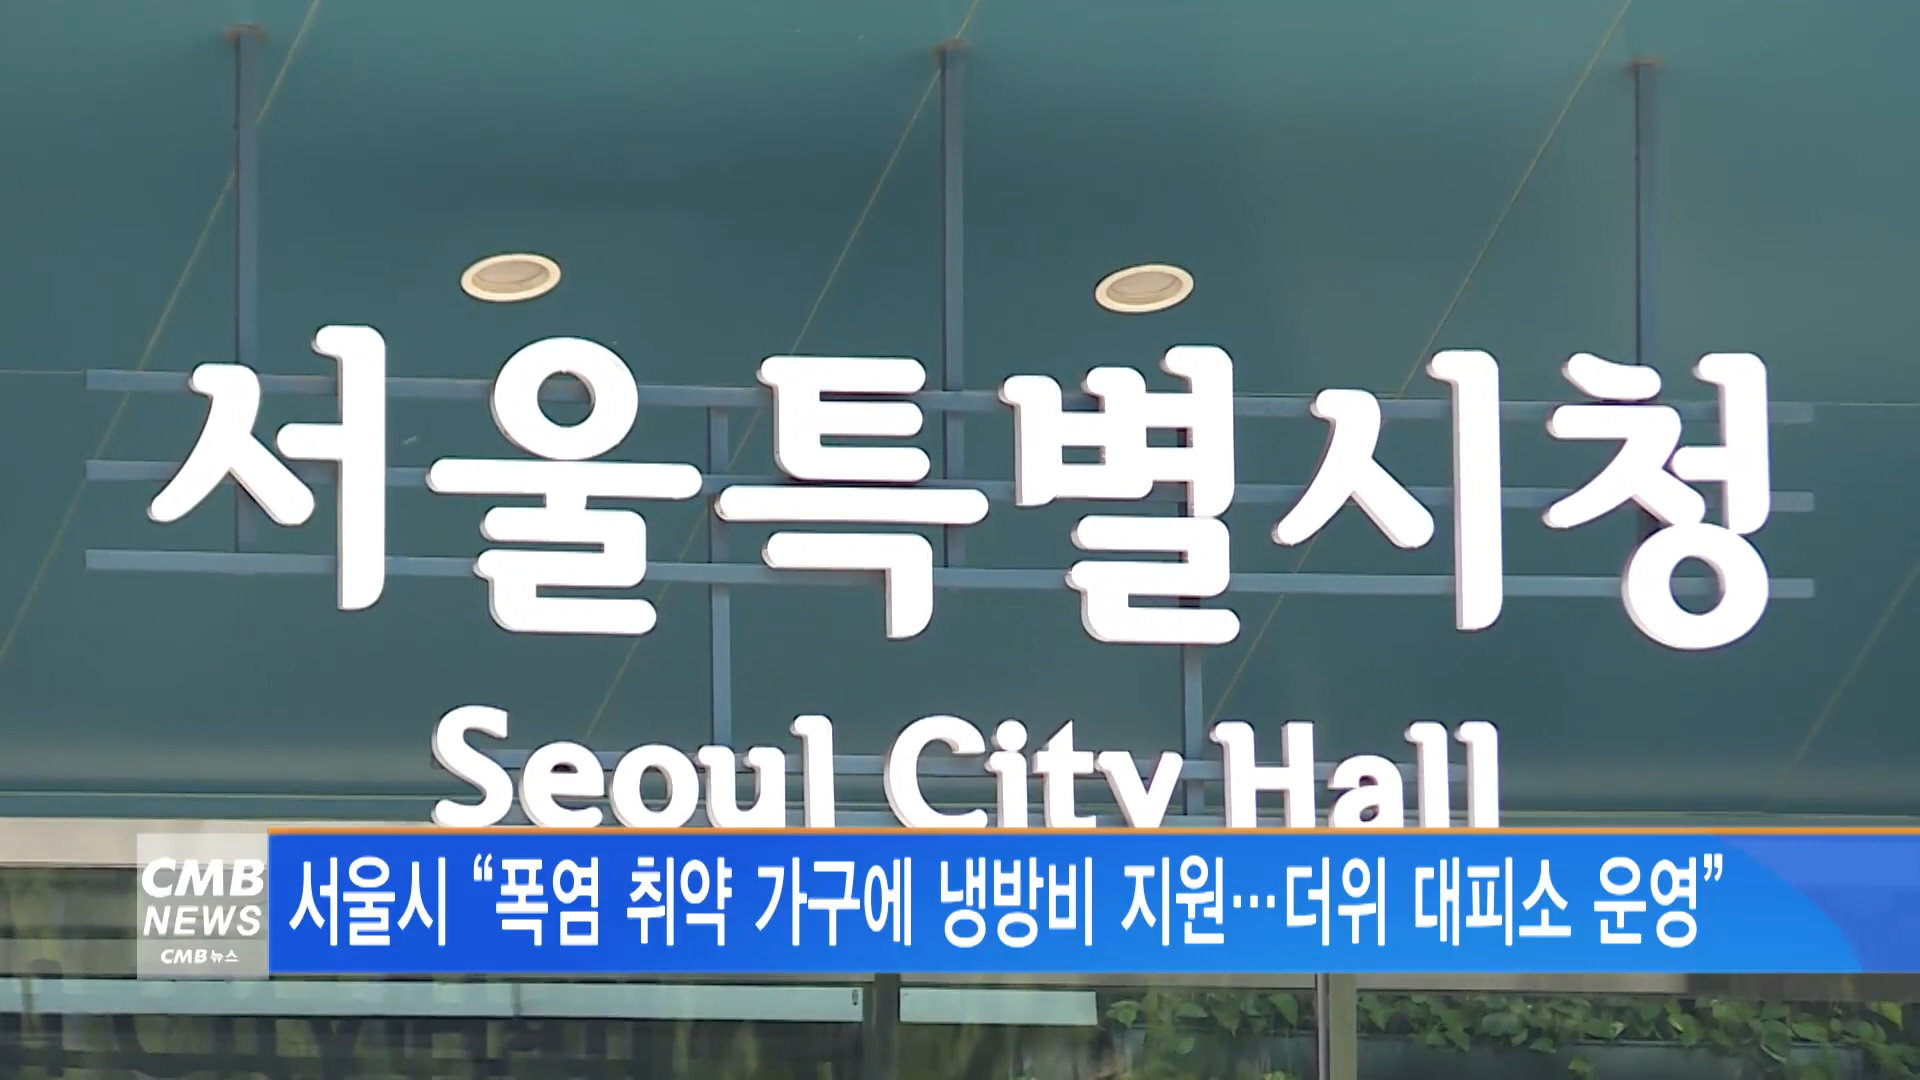 서울특별시청
Seoul City Hall
CMB
NEWS
CMB뉴스
서울시 “폭염 취약 가구에 냉방비 지원…더위 대피소 운영”